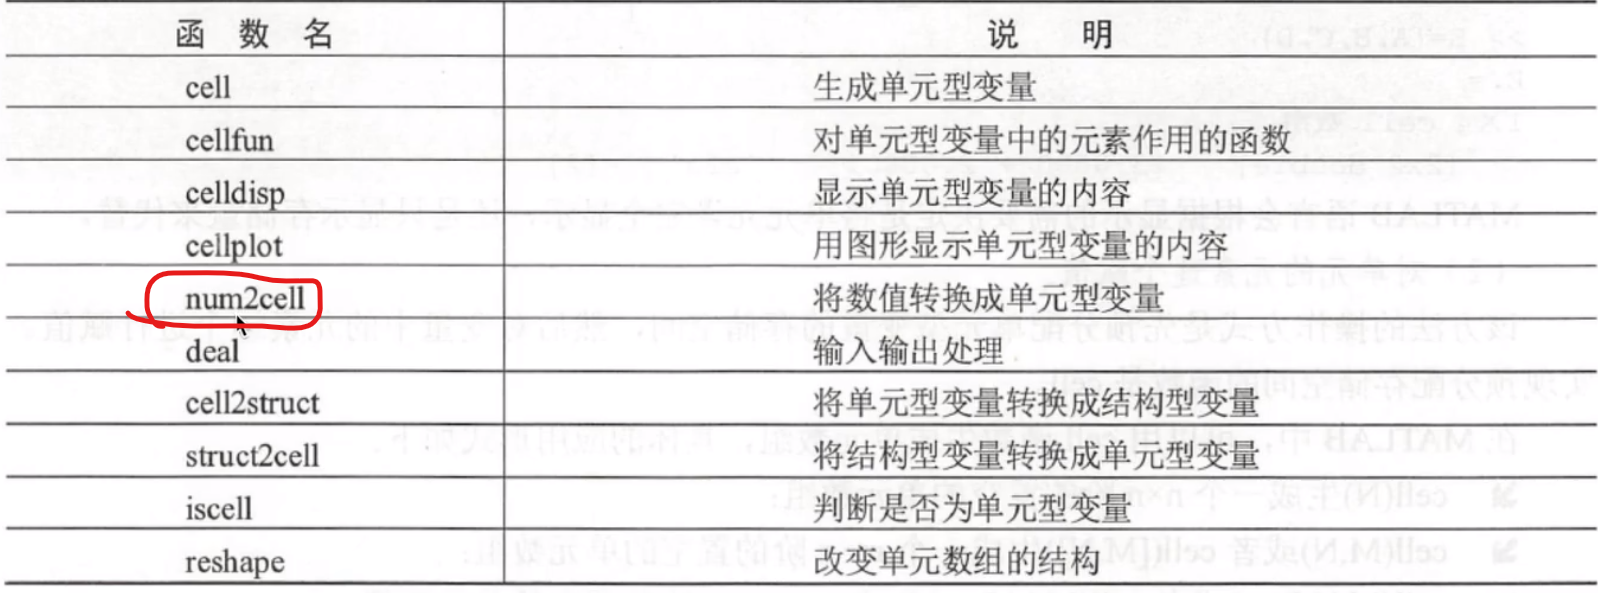 函 数 名 说 明
cell 生成单元型变量
cellfun 对单元型变量中的元素作用的函数
celldisp 显示单元型变量的内容
cellplot 用图形显示单元型变量的内容
num2cell 将数值转换成单元型变量
deal 输入输出处理
cell2struct 将单元型变量转换成结构型变量
struct2cell 将结构型变量转换成单元型变量
iscell 判断是否为单元型变量
reshape 改变单元数组的结构